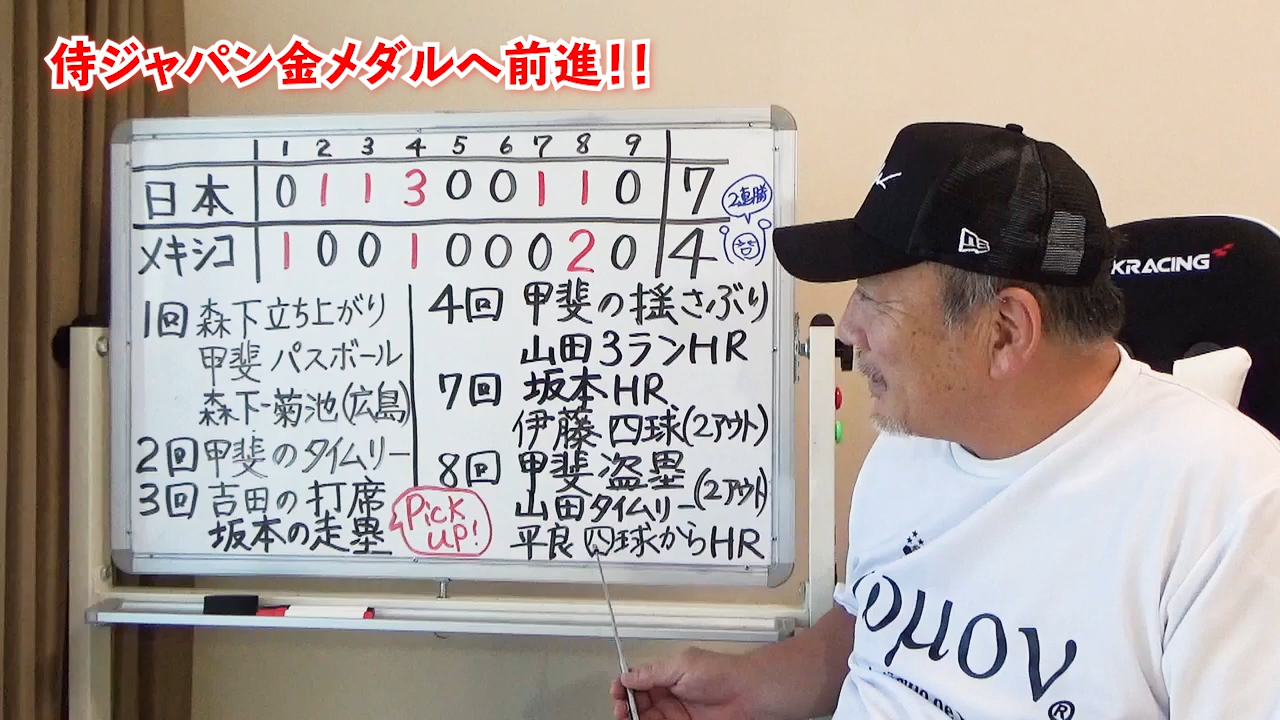 侍ジャパン金メダルへ前進!!
1 2 3 4 5 6 7 8 9
日本 0 1 1 3 0 0 1 1 0 7
2連勝
メキシコ 1 0 0 1 0 0 0 2 0 4
1回 森下立ち上がり
甲斐パスボール
森下-菊池(広島)
2回 甲斐のタイムリー
3回 吉田の打席
坂本の走塁
Pick
up!
4回 甲斐の揺さぶり
山田3ランHR
7回 坂本HR
伊藤四球(2アウト)
8回 甲斐盗塁
山田タイムリー(2アウト)
平良四球からHR
KRACING
ωμον
®